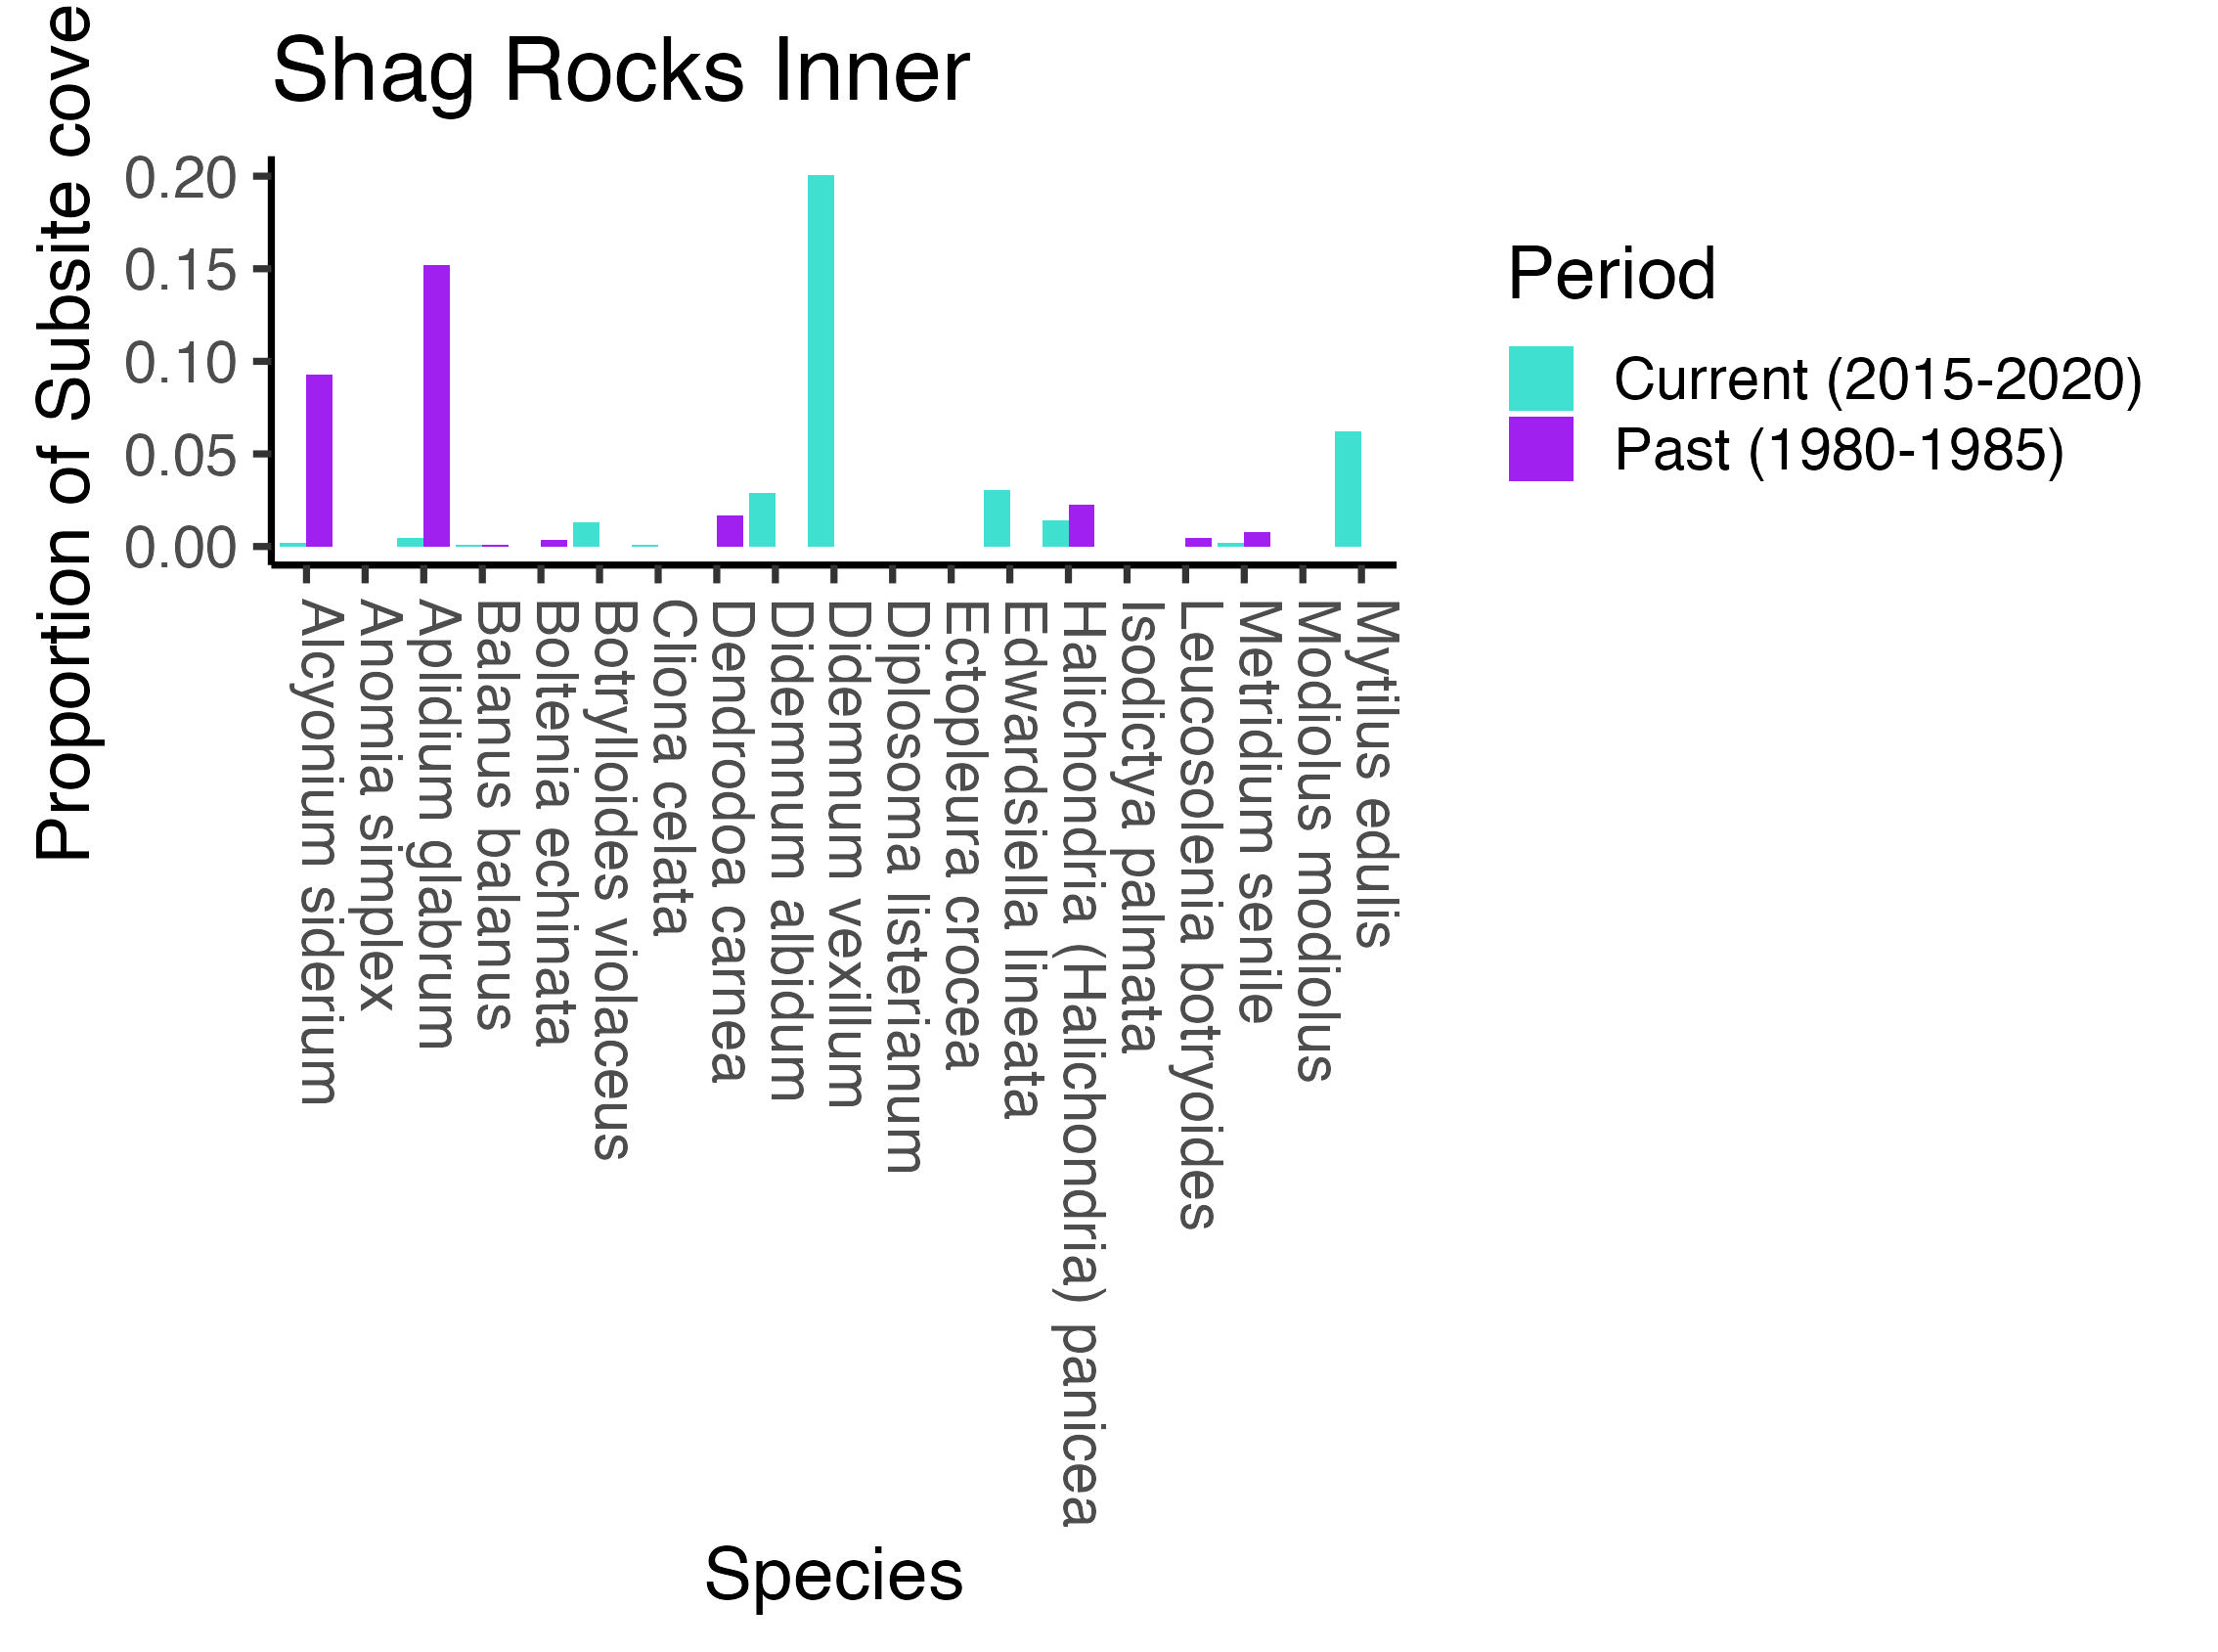 Shag Rocks Inner
Proportion of Subsite cove
0.20
0.15
0.10
0.05
0.00
Alcyonium siderium
Anomia simplex
Aplidium glabrum
Balanus balanus
Boltenia echinata
Botrylloides violaceus
Cliona celata
Dendrodoa carnea
Didemnum albidum
Didemnum vexillum
Diplosoma listerianum
Ectopleura crocea
Edwardsiella lineata
Halichondria (Halichondria) panicea
Isodictya palmata
Leucosolenia botryoides
Metridium senile
Modiolus modiolus
Mytilus edulis
Species
Period
Current (2015-2020)
Past (1980-1985)